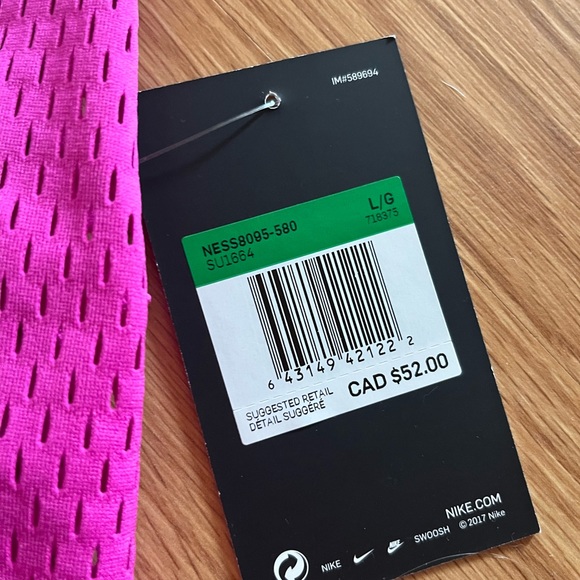 IM#589694
NESS8095-580 L/G
SU1664 718375
6 43149 42122 2
SUGGESTED RETAIL CAD $52.00
DÉTAIL SUGGÉRÉ
NIKE.COM
NIKE SWOOSH © 2017 Nike